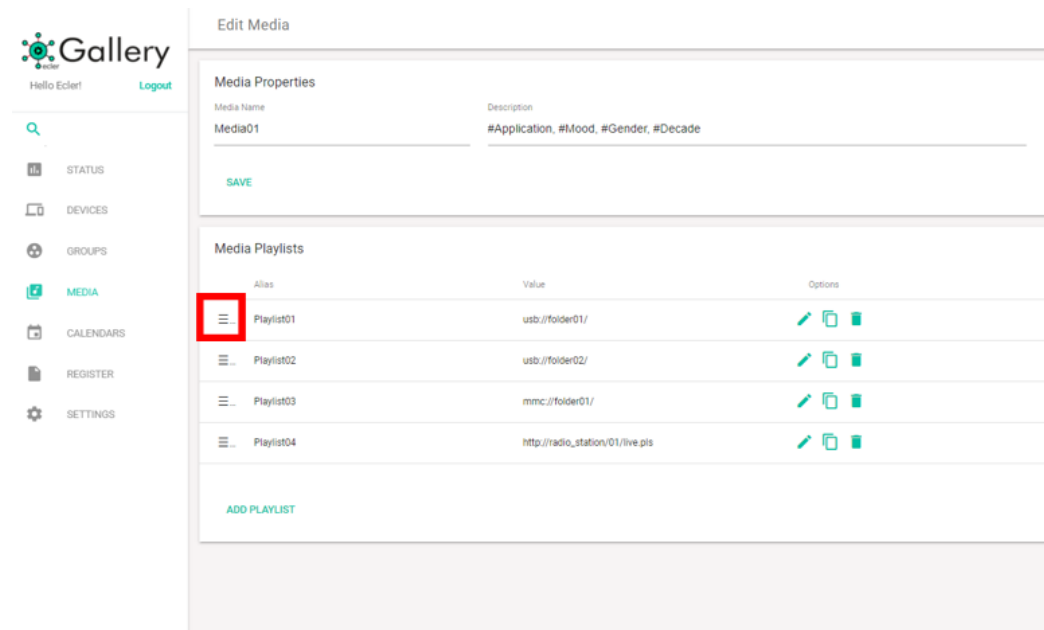 Edit Media
Gallery
ecler
Hello Ecler! Logout
STATUS
DEVICES
GROUPS
MEDIA
CALENDARS
REGISTER
SETTINGS
Media Properties
Media Name Description
Media01 #Application, #Mood, #Gender, #Decade
SAVE
Media Playlists
Alias Value Options
Playlist01 usb://folder01/
Playlist02 usb://folder02/
Playlist03 mmc://folder01/
Playlist04 http://radio_station/01/live.pls
ADD PLAYLIST